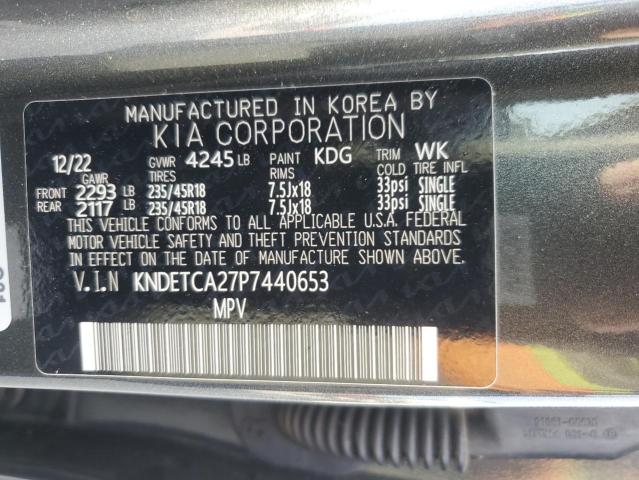 MANUFACTURED IN KOREA BY
KIA CORPORATION
12/22 GVWR 4245 LB PAINT KDG TRIM WK
GAWR TIRES RIMS COLD TIRE INFL
FRONT 2293 LB 235/45R18 7.5Jx18 33psi SINGLE
REAR 2117 LB 235/45R18 7.5Jx18 33psi SINGLE
THIS VEHICLE CONFORMS TO ALL APPLICABLE U.S.A. FEDERAL
MOTOR VEHICLE SAFETY AND THEFT PREVENTION STANDARDS
IN EFFECT ON THE DATE OF MANUFACTURE SHOWN ABOVE.
V.I.N KNDETCA27P7440653
MPV